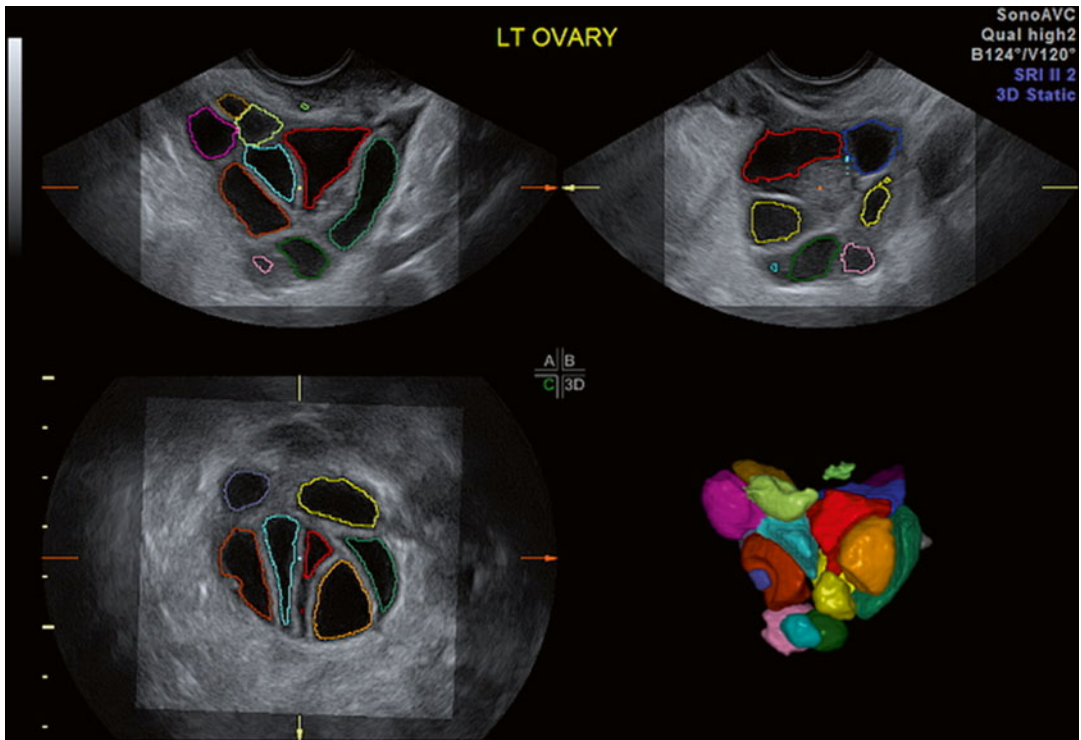 LT OVARY
SonoAVC
Qual high2
B124°/V120°
SRI II 2
3D Static
A B
C 3D